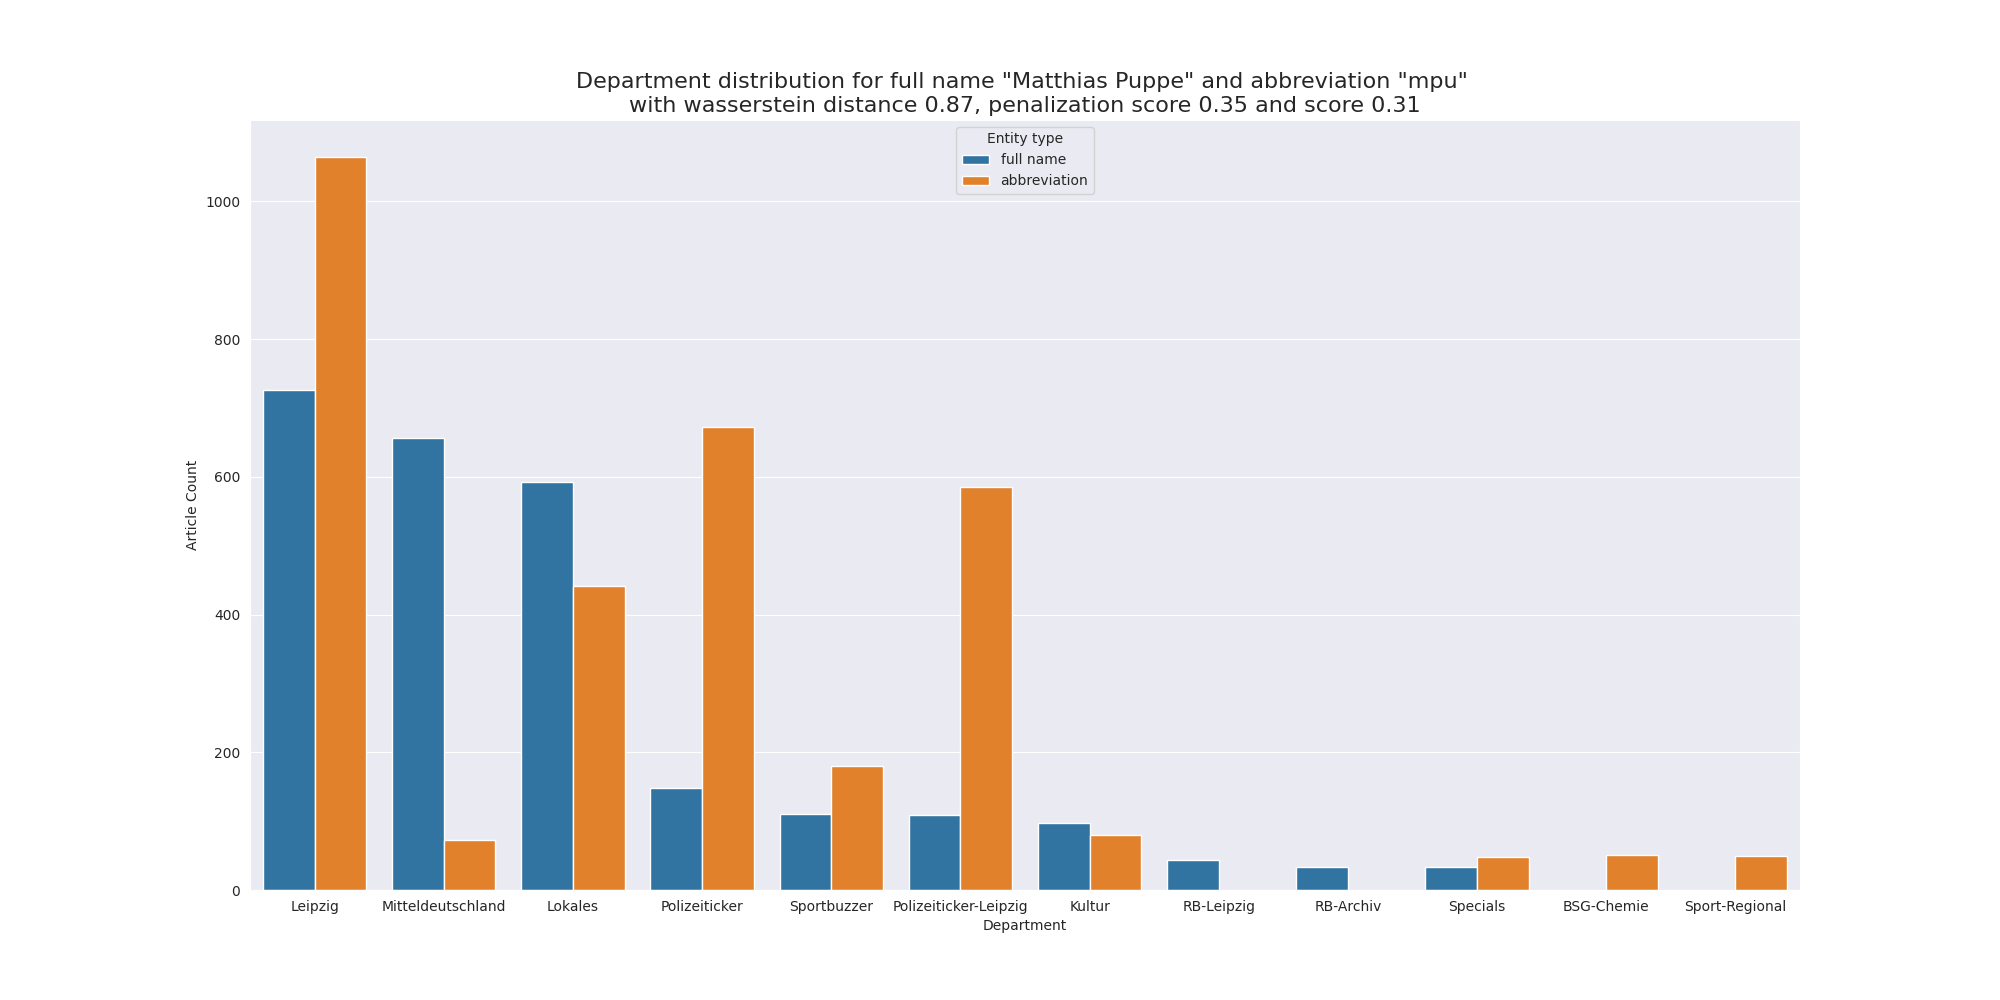 Department distribution for full name "Matthias Puppe" and abbreviation "mpu"
with wasserstein distance 0.87, penalization score 0.35 and score 0.31
Entity type
full name
abbreviation
1000
800
600
400
200
0
Article Count
Leipzig Mitteldeutschland Lokales Polizeiticker Sportbuzzer Polizeiticker-Leipzig Kultur RB-Leipzig RB-Archiv Specials BSG-Chemie Sport-Regional
Department